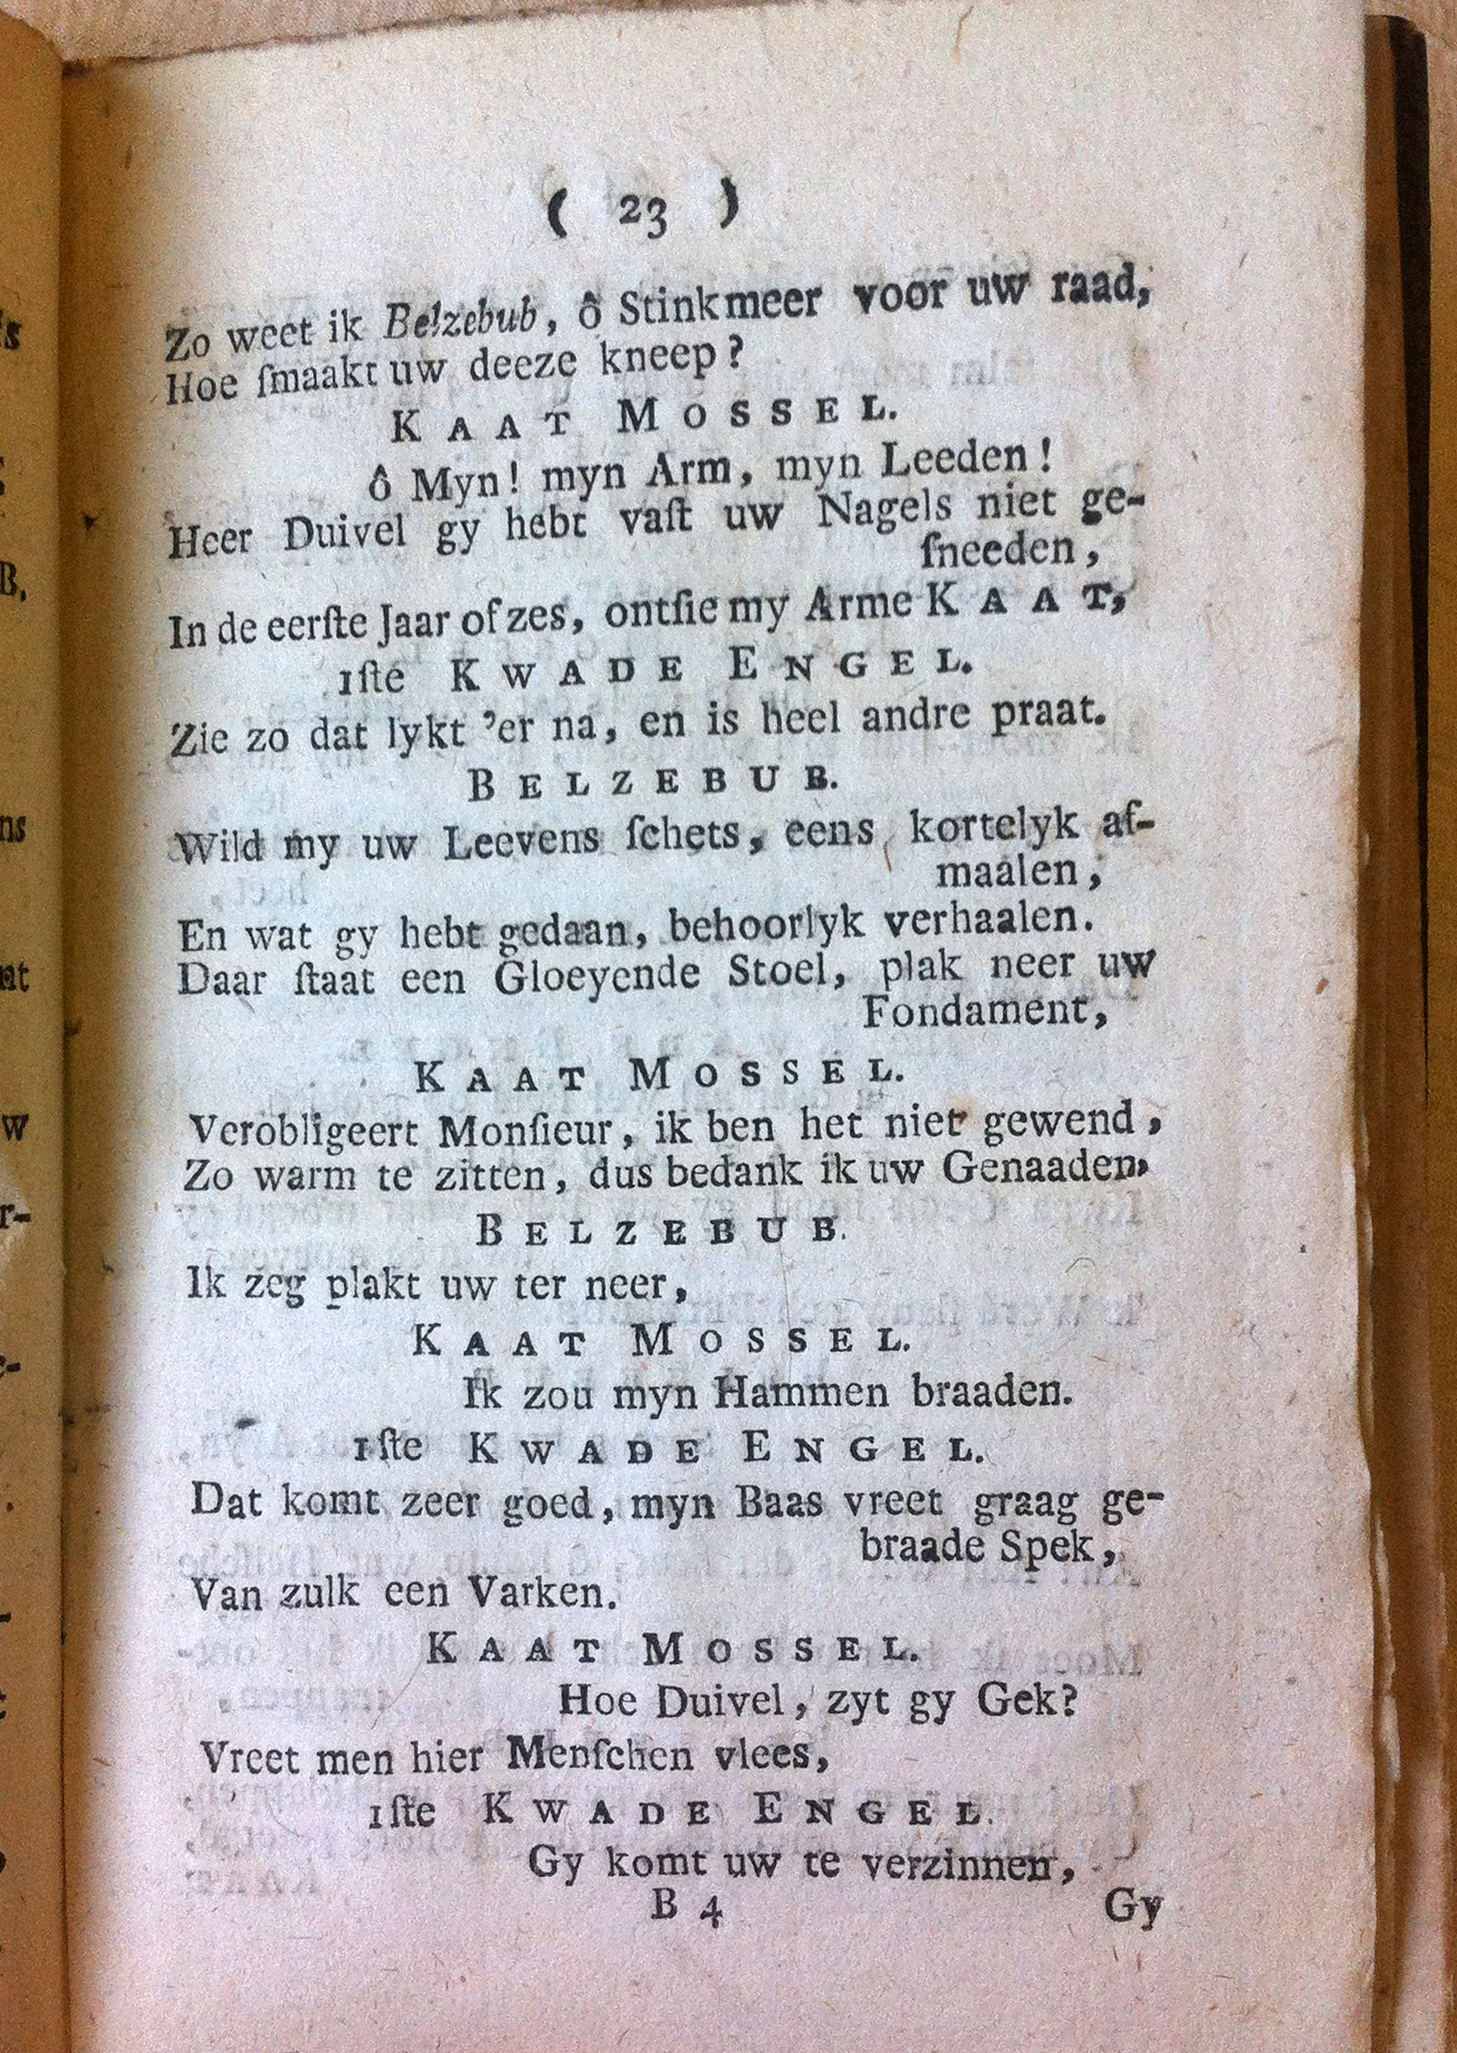 ( 23 )
Zo weet ik Belzebub, ô Stinkmeer voor uw raad,
Hoe ſmaakt uw deeze kneep?
KAAT MOSSEL.
ô Myn! myn Arm, myn Leeden!
Heer Duivel gy hebt vaſt uw Nagels niet ge-
ſneeden,
In de eerſte Jaar of zes, ontſie my Arme KAAT,
1ſte KWADE ENGEL.
Zie zo dat lykt 'er na, en is heel andre praat.
BELZEBUB.
Wild my uw Leevens ſchets, eens kortelyk af-
maalen,
En wat gy hebt gedaan, behoorlyk verhaalen.
Daar ſtaat een Gloeyende Stoel, plak neer uw
Fondament,
KAAT MOSSEL.
Verobligeert Monſieur, ik ben het niet gewend,
Zo warm te zitten, dus bedank ik uw Genaaden,
BELZEBUB.
Ik zeg plakt uw ter neer,
KAAT MOSSEL.
Ik zou myn Hammen braaden.
1ſte KWADE ENGEL.
Dat komt zeer goed, myn Baas vreet graag ge-
braade Spek,
Van zulk een Varken.
KAAT MOSSEL.
Hoe Duivel, zyt gy Gek?
Vreet men hier Menſchen vlees,
1ſte KWADE ENGEL.
Gy komt uw te verzinnen,
B 4 Gy